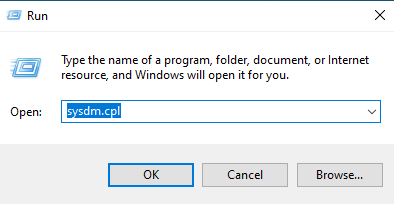 Run
Type the name of a program, folder, document, or Internet
resource, and Windows will open it for you.
Open: sysdm.cpl
OK Cancel Browse...